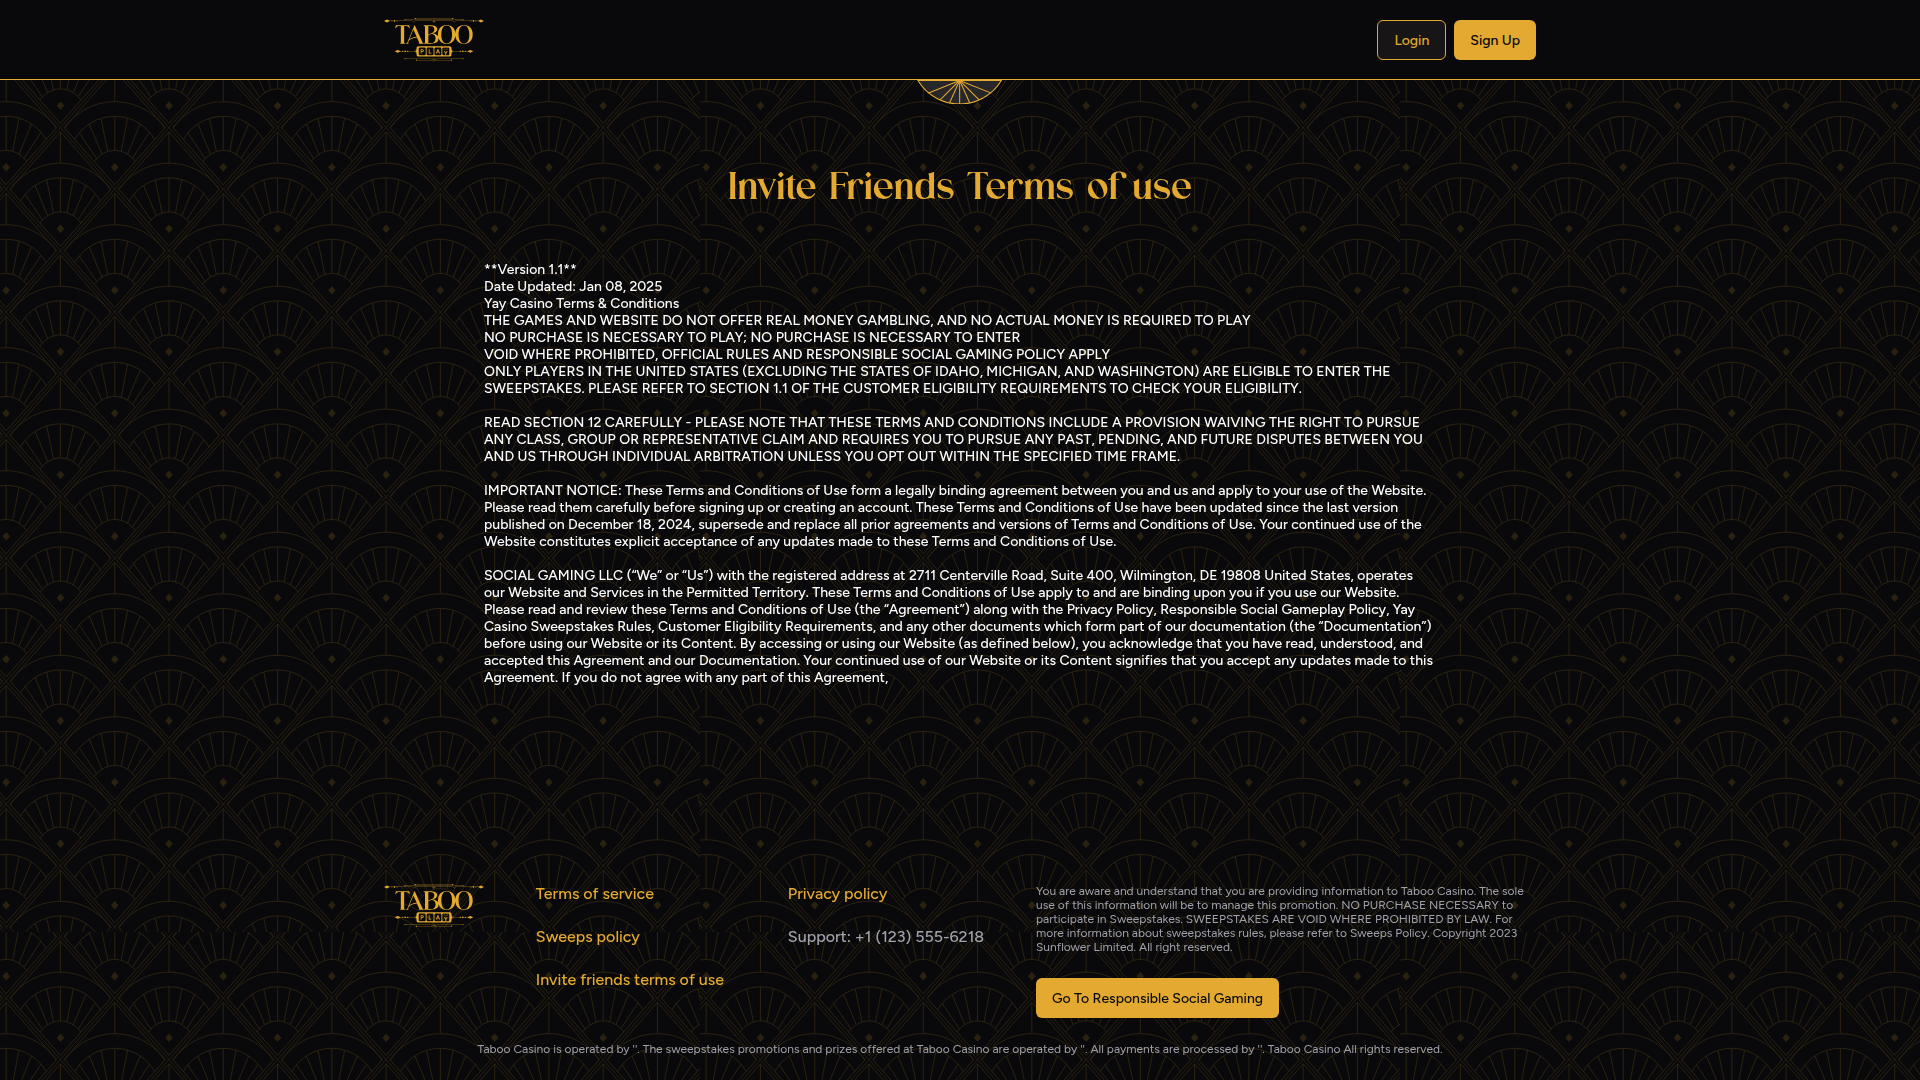 TABOO
PLAY
Login
Sign Up
Invite Friends Terms of use
**Version 1.1**
Date Updated: Jan 08, 2025
Yay Casino Terms & Conditions
THE GAMES AND WEBSITE DO NOT OFFER REAL MONEY GAMBLING, AND NO ACTUAL MONEY IS REQUIRED TO PLAY
NO PURCHASE IS NECESSARY TO PLAY; NO PURCHASE IS NECESSARY TO ENTER
VOID WHERE PROHIBITED, OFFICIAL RULES AND RESPONSIBLE SOCIAL GAMING POLICY APPLY
ONLY PLAYERS IN THE UNITED STATES (EXCLUDING THE STATES OF IDAHO, MICHIGAN, AND WASHINGTON) ARE ELIGIBLE TO ENTER THE
SWEEPSTAKES. PLEASE REFER TO SECTION 1.1 OF THE CUSTOMER ELIGIBILITY REQUIREMENTS TO CHECK YOUR ELIGIBILITY.
READ SECTION 12 CAREFULLY - PLEASE NOTE THAT THESE TERMS AND CONDITIONS INCLUDE A PROVISION WAIVING THE RIGHT TO PURSUE
ANY CLASS, GROUP OR REPRESENTATIVE CLAIM AND REQUIRES YOU TO PURSUE ANY PAST, PENDING, AND FUTURE DISPUTES BETWEEN YOU
AND US THROUGH INDIVIDUAL ARBITRATION UNLESS YOU OPT OUT WITHIN THE SPECIFIED TIME FRAME.
IMPORTANT NOTICE: These Terms and Conditions of Use form a legally binding agreement between you and us and apply to your use of the Website.
Please read them carefully before signing up or creating an account. These Terms and Conditions of Use have been updated since the last version
published on December 18, 2024, supersede and replace all prior agreements and versions of Terms and Conditions of Use. Your continued use of the
Website constitutes explicit acceptance of any updates made to these Terms and Conditions of Use.
SOCIAL GAMING LLC (“We” or “Us”) with the registered address at 2711 Centerville Road, Suite 400, Wilmington, DE 19808 United States, operates
our Website and Services in the Permitted Territory. These Terms and Conditions of Use apply to and are binding upon you if you use our Website.
Please read and review these Terms and Conditions of Use (the “Agreement”) along with the Privacy Policy, Responsible Social Gameplay Policy, Yay
Casino Sweepstakes Rules, Customer Eligibility Requirements, and any other documents which form part of our documentation (the “Documentation”)
before using our Website or its Content. By accessing or using our Website (as defined below), you acknowledge that you have read, understood, and
accepted this Agreement and our Documentation. Your continued use of our Website or its Content signifies that you accept any updates made to this
Agreement. If you do not agree with any part of this Agreement,
TABOO
PLAY
Terms of service
Sweeps policy
Invite friends terms of use
Privacy policy
Support: +1 (123) 555-6218
You are aware and understand that you are providing information to Taboo Casino. The sole
use of this information will be to manage this promotion. NO PURCHASE NECESSARY to
participate in Sweepstakes. SWEEPSTAKES ARE VOID WHERE PROHIBITED BY LAW. For
more information about sweepstakes rules, please refer to Sweeps Policy. Copyright 2023
Sunflower Limited. All right reserved.
Go To Responsible Social Gaming
Taboo Casino is operated by ''. The sweepstakes promotions and prizes offered at Taboo Casino are operated by ''. All payments are processed by ''. Taboo Casino All rights reserved.